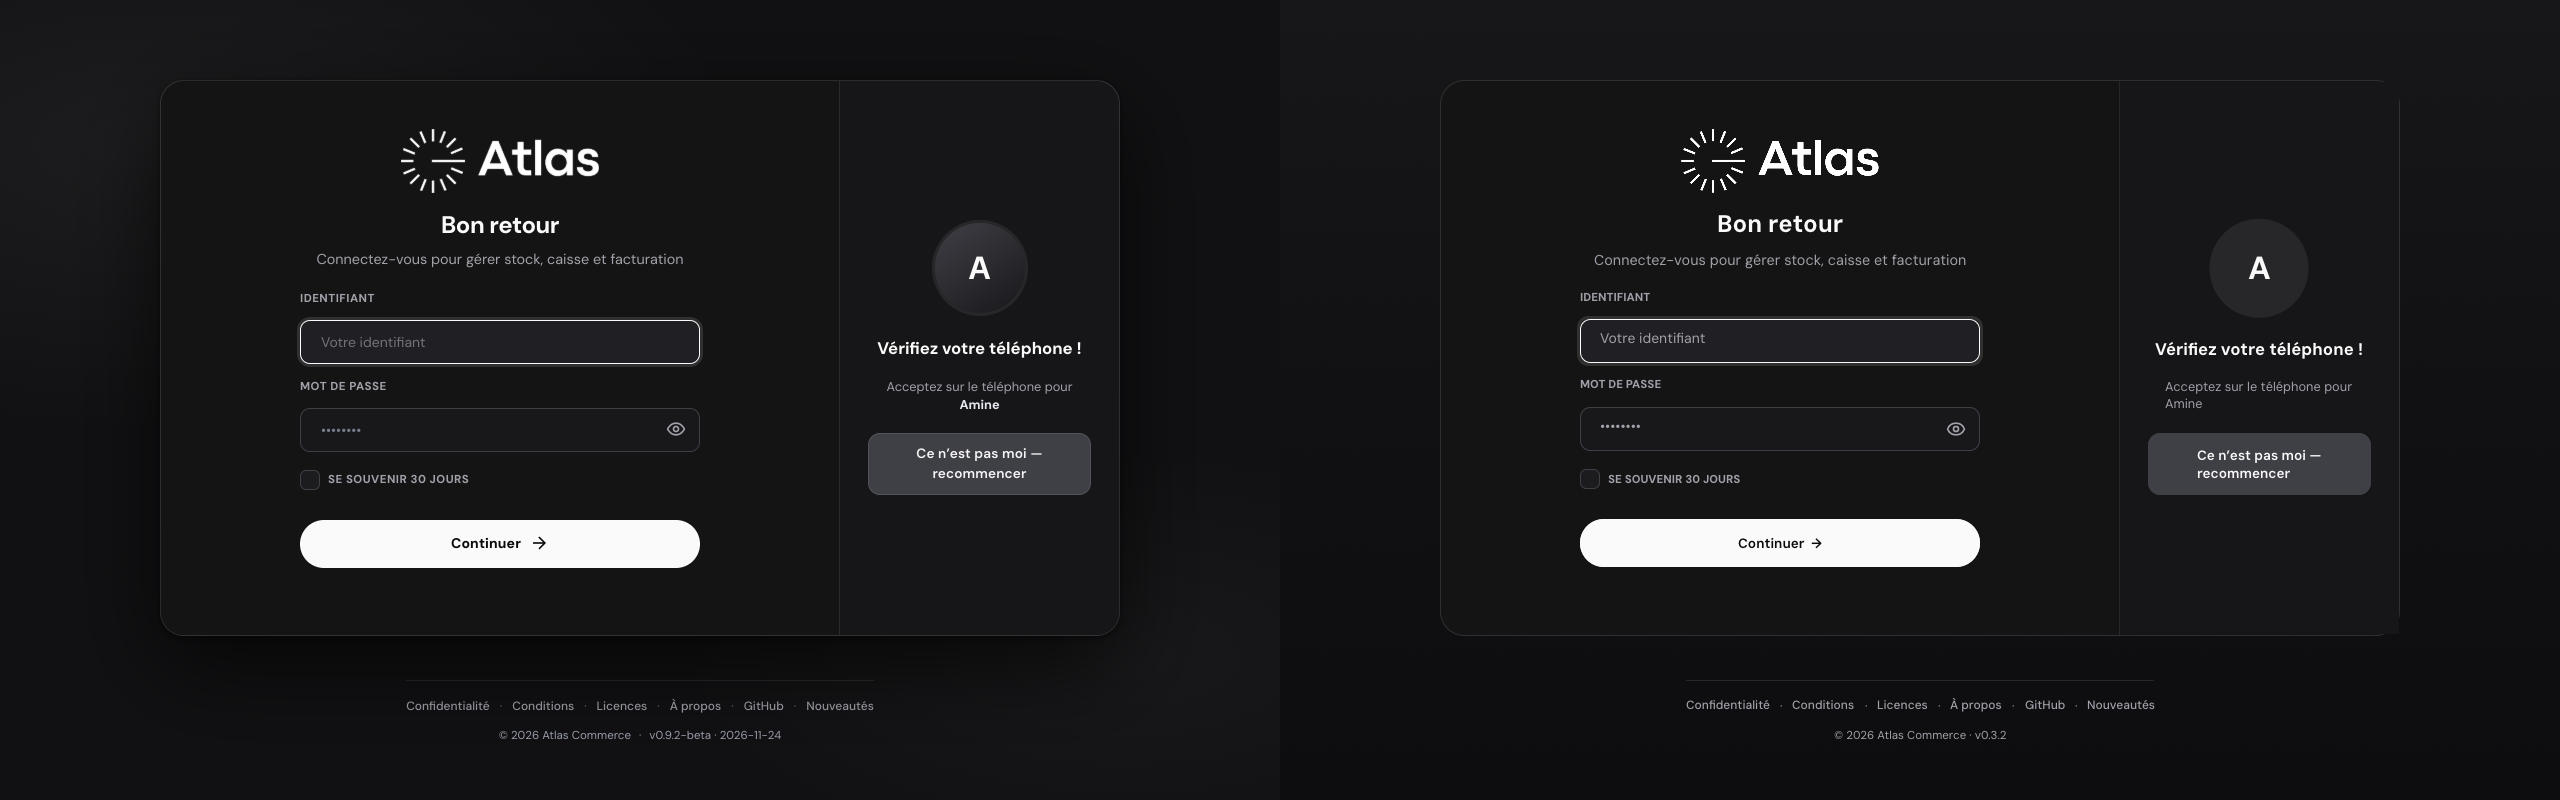 Atlas
Bon retour
Connectez-vous pour gérer stock, caisse et facturation
IDENTIFIANT
Votre identifiant
MOT DE PASSE
••••••••
SE SOUVENIR 30 JOURS
Continuer →
A
Vérifiez votre téléphone !
Acceptez sur le téléphone pour
Amine
Ce n’est pas moi —
recommencer
Confidentialité · Conditions · Licences · À propos · GitHub · Nouveautés
© 2026 Atlas Commerce · v0.9.2-beta · 2026-11-24
Atlas
Bon retour
Connectez-vous pour gérer stock, caisse et facturation
IDENTIFIANT
Votre identifiant
MOT DE PASSE
••••••••
SE SOUVENIR 30 JOURS
Continuer →
A
Vérifiez votre téléphone !
Acceptez sur le téléphone pour
Amine
Ce n’est pas moi —
recommencer
Confidentialité · Conditions · Licences · À propos · GitHub · Nouveautés
© 2026 Atlas Commerce · v0.3.2